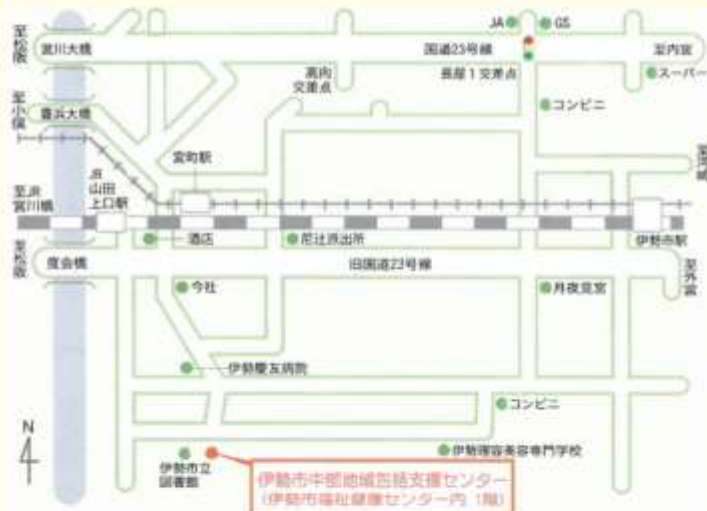 至松阪
宮川大橋
国道23号線
JA
GS
至内宮
スーパー
高向
交差点
長屋1交差点
コンビニ
至小俣
豊浜大橋
宮町駅
至JR
宮川橋
JR
山田
上口駅
伊勢市駅
酒店
尼辻派出所
至松阪
度会橋
旧国道23号線
至外宮
今社
月夜見宮
伊勢慶友病院
コンビニ
N
伊勢市立
図書館
伊勢理容美容専門学校
伊勢市中部地域包括支援センター
(伊勢市福祉健康センター内 1階)